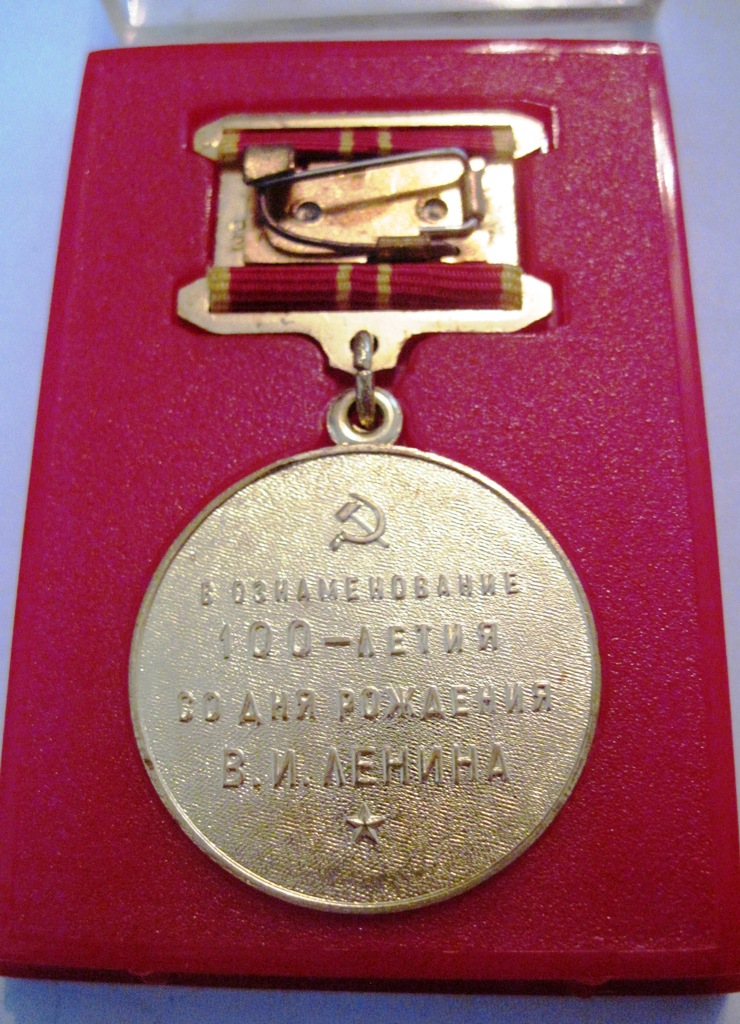 В ОЗНАМЕНОВАНИЕ
100-ЛЕТИЯ
СО ДНЯ РОЖДЕНИЯ
В.И.ЛЕНИНА